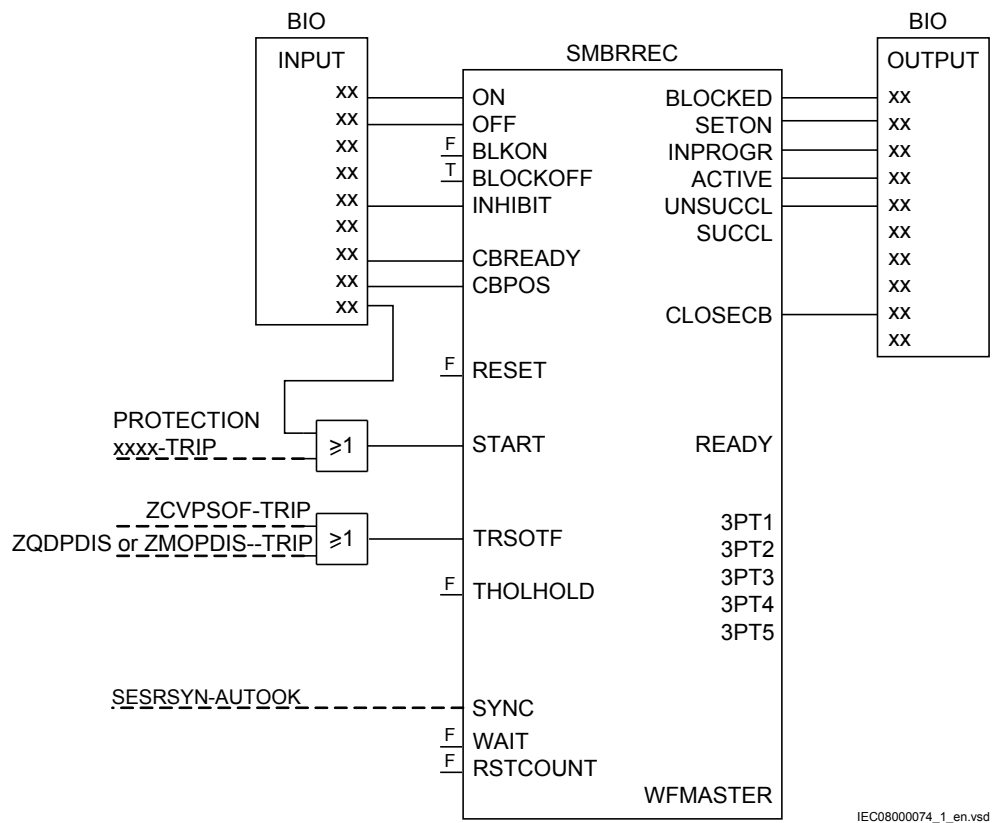 BIO
INPUT
xx
xx
xx
xx
xx
xx
xx
xx
xx
SMBRREC
ON
OFF
F BLKON
T BLOCKOFF
INHIBIT
CBREADY
CBPOS
F RESET
START
TRSOTF
F THOLHOLD
SYNC
F WAIT
F RSTCOUNT
BLOCKED
SETON
INPROGR
ACTIVE
UNSUCCL
SUCCL
CLOSECB
READY
3PT1
3PT2
3PT3
3PT4
3PT5
WFMASTER
BIO
OUTPUT
xx
xx
xx
xx
xx
xx
xx
xx
xx
xx
PROTECTION
xxxx-TRIP
≥1
ZCVPSOF-TRIP
ZQDPDIS or ZMOPDIS--TRIP
≥1
SESRSYN-AUTOOK
IEC08000074_1_en.vsd